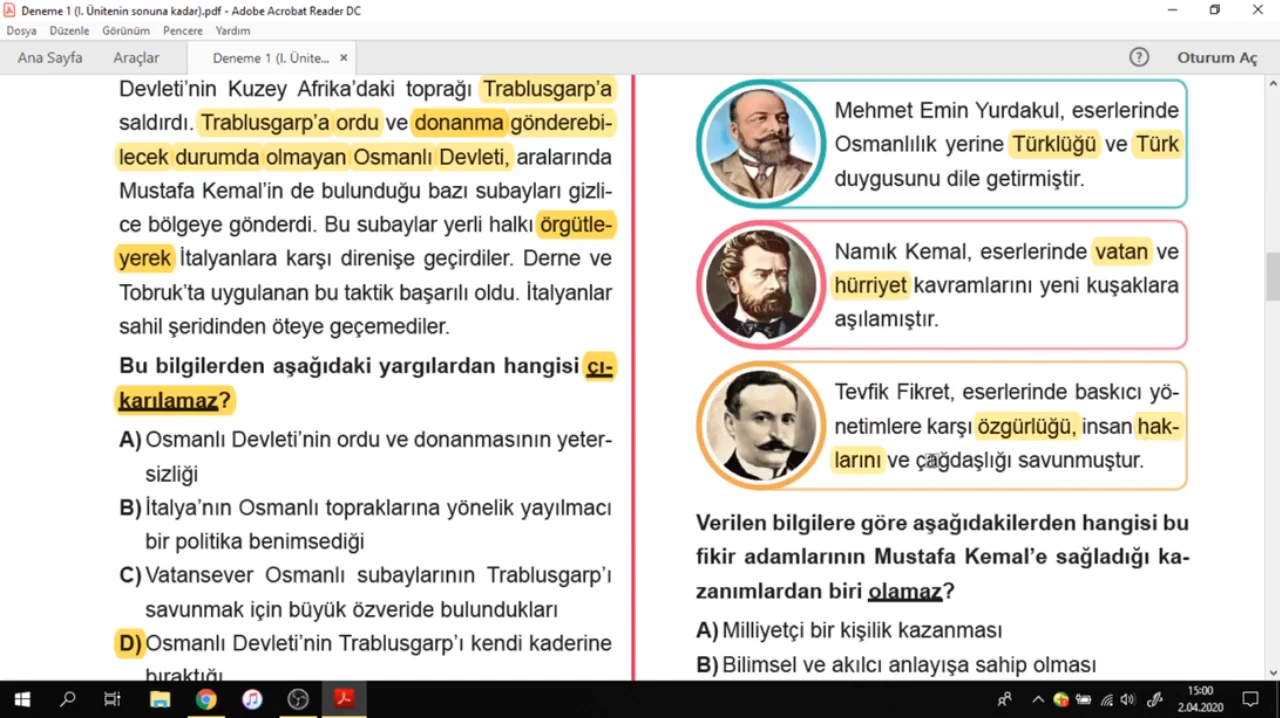 Deneme 1 (I. Ünitenin sonuna kadar).pdf - Adobe Acrobat Reader DC
Dosya Düzenle Görünüm Pencere Yardım
Ana Sayfa Araçlar Deneme 1 (I. Ünite... × ? Oturum Aç
Devleti’nin Kuzey Afrika’daki toprağı Trablusgarp’a
saldırdı. Trablusgarp’a ordu ve donanma gönderebi-
lecek durumda olmayan Osmanlı Devleti, aralarında
Mustafa Kemal’in de bulunduğu bazı subayları gizli-
ce bölgeye gönderdi. Bu subaylar yerli halkı örgütle-
yerek İtalyanlara karşı direnişe geçirdiler. Derne ve
Tobruk’ta uygulanan bu taktik başarılı oldu. İtalyanlar
sahil şeridinden öteye geçemediler.
Bu bilgilerden aşağıdaki yargılardan hangisi çı-
karılamaz?
A) Osmanlı Devleti’nin ordu ve donanmasının yeter-
sizliği
B) İtalya’nın Osmanlı topraklarına yönelik yayılmacı
bir politika benimsediği
C) Vatansever Osmanlı subaylarının Trablusgarp’ı
savunmak için büyük özveride bulundukları
D) Osmanlı Devleti’nin Trablusgarp’ı kendi kaderine
bıraktığı
Mehmet Emin Yurdakul, eserlerinde
Osmanlılık yerine Türklüğü ve Türk
duygusunu dile getirmiştir.
Namık Kemal, eserlerinde vatan ve
hürriyet kavramlarını yeni kuşaklara
aşılamıştır.
Tevfik Fikret, eserlerinde baskıcı yö-
netimlere karşı özgürlüğü, insan hak-
larını ve çağdaşlığı savunmuştur.
Verilen bilgilere göre aşağıdakilerden hangisi bu
fikir adamlarının Mustafa Kemal’e sağladığı ka-
zanımlardan biri olamaz?
A) Milliyetçi bir kişilik kazanması
B) Bilimsel ve akılcı anlayışa sahip olması
15:00
2.04.2020